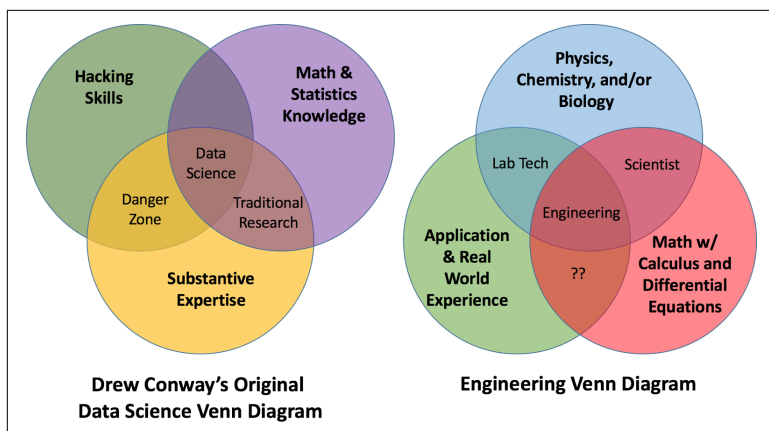 Hacking
Skills
Math &
Statistics
Knowledge
Data
Science
Danger
Zone
Traditional
Research
Substantive
Expertise
Drew Conway's Original
Data Science Venn Diagram
Physics,
Chemistry, and/or
Biology
Lab Tech
Scientist
Engineering
Application
& Real
World
Experience
??
Math w/
Calculus and
Differential
Equations
Engineering Venn Diagram